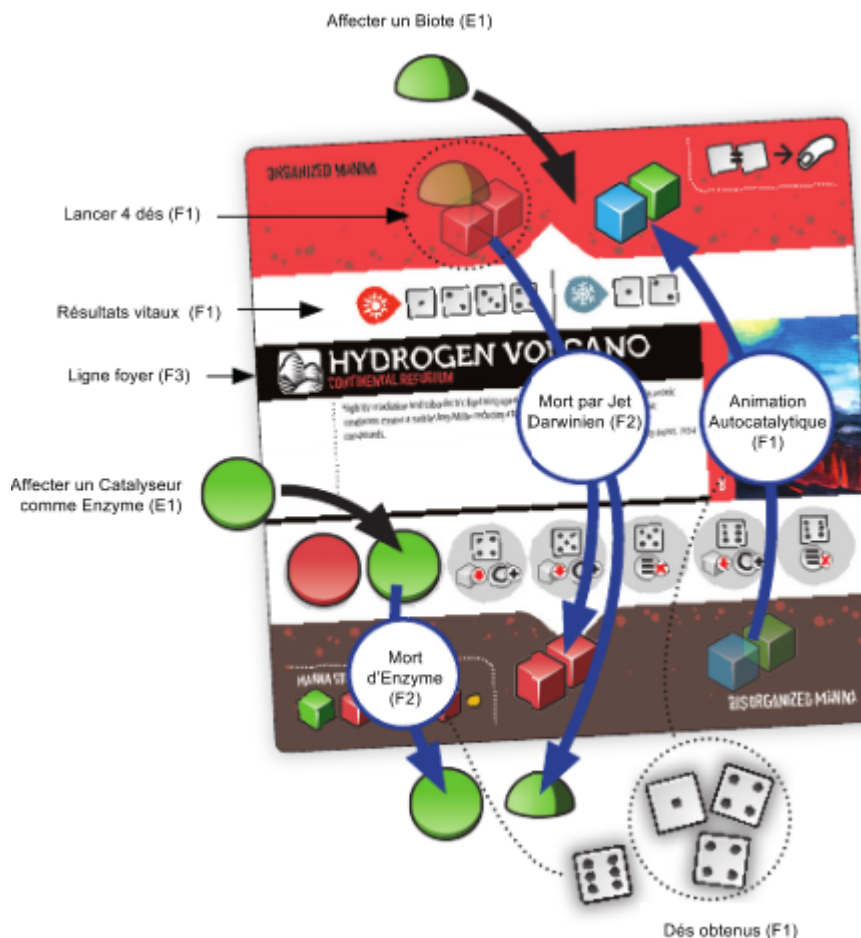 Affecter un Biote (E1)
ORGANIZED MANNA
Lancer 4 dés (F1)
Résultats vitaux (F1)
Ligne foyer (F3)
HYDROGEN VOLCANO
CONTINENTAL REFUGIUM
Mort par Jet
Darwinien (F2)
Animation
Autocatalytique
(F1)
Affecter un Catalyseur
comme Enzyme (E1)
Mort
d'Enzyme
(F2)
MANNA
DISORGANIZED MANNA
Dés obtenus (F1)